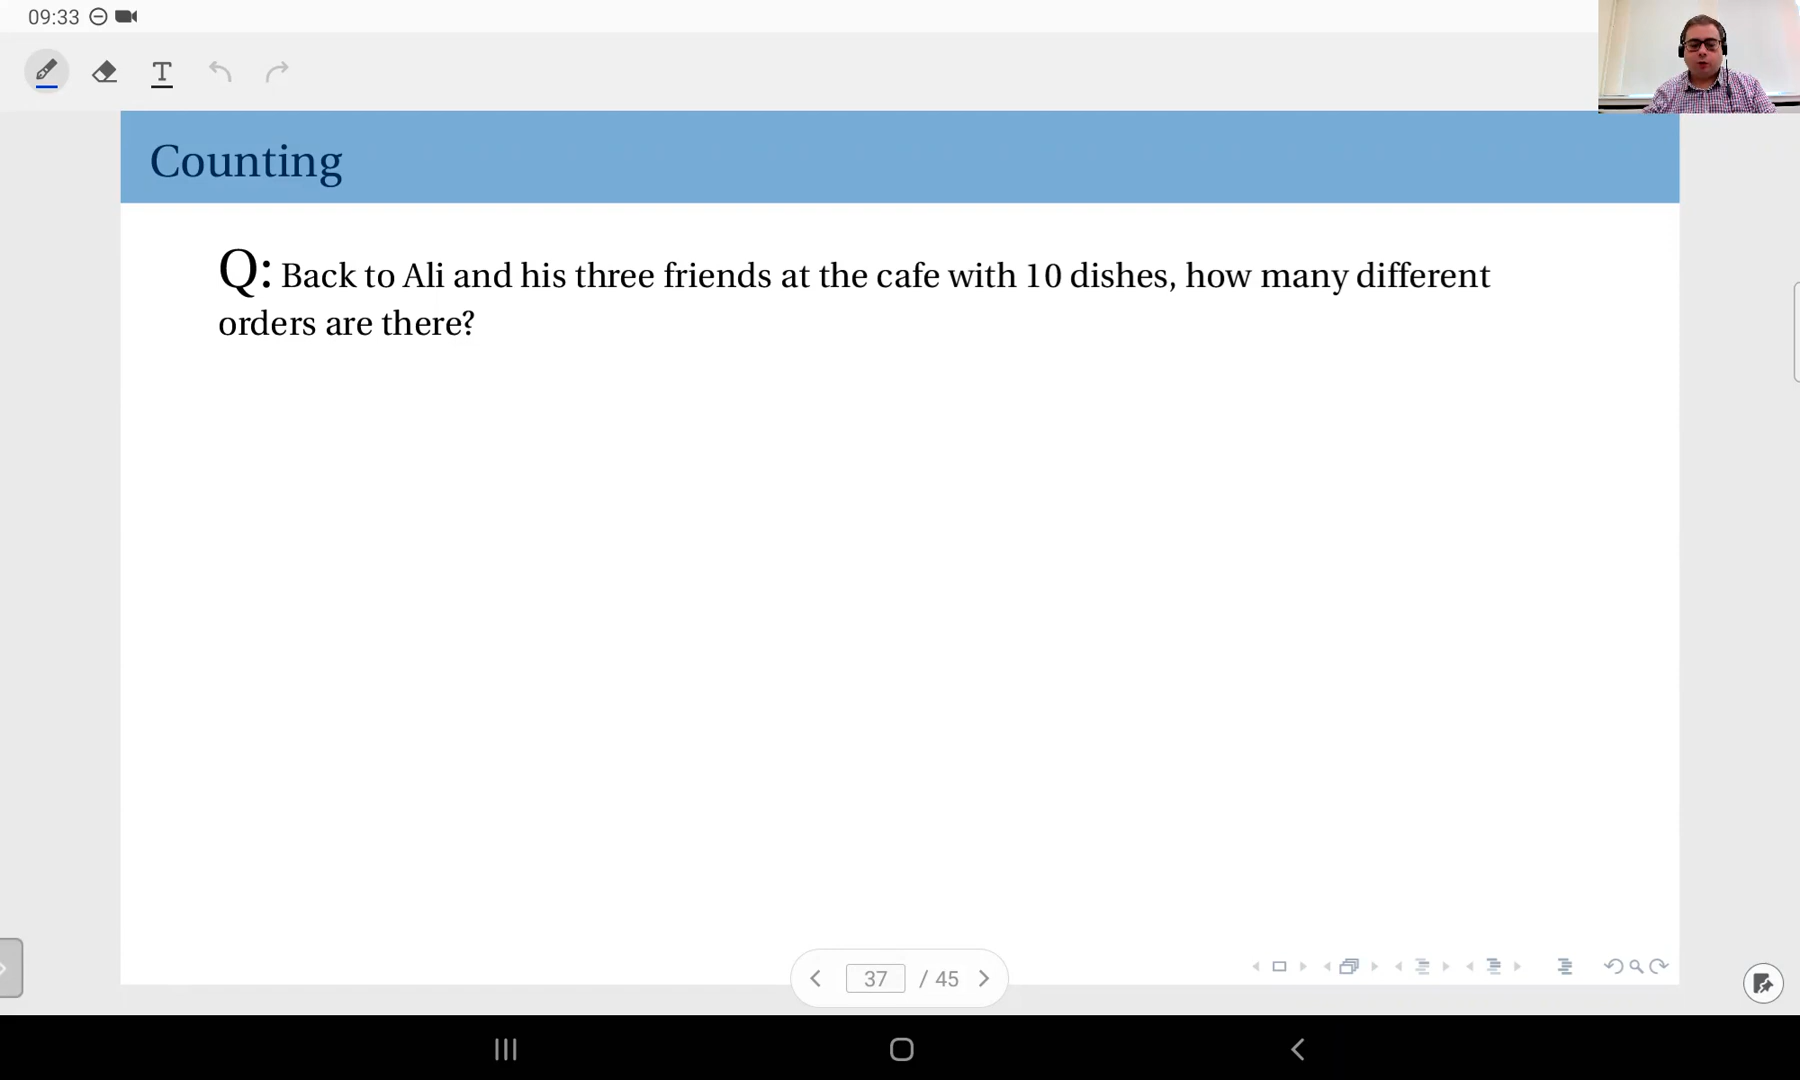 09:33
T
Counting
Q: Back to Ali and his three friends at the cafe with 10 dishes, how many different
orders are there?
37 / 45